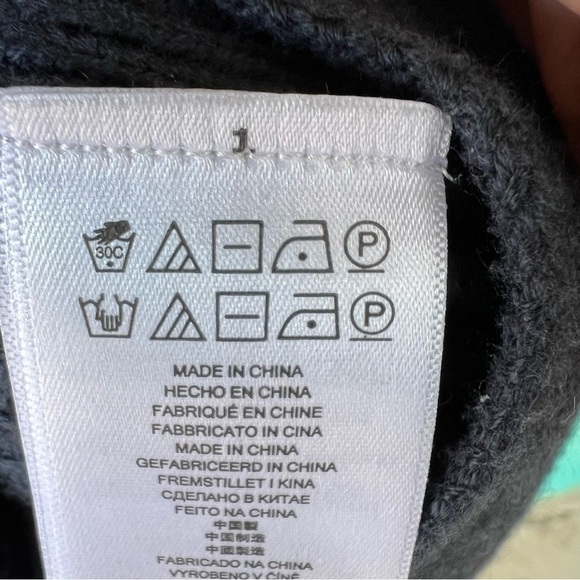 1.
30C P
P
MADE IN CHINA
HECHO EN CHINA
FABRIQUÉ EN CHINE
FABBRICATO IN CINA
MADE IN CHINA
GEFABRICEERD IN CHINA
FREMSTILLET I KINA
СДЕЛАНО В КИТАЕ
FEITO NA CHINA
中國製
中国制造
中國製造
FABRICADO NA CHINA
VYROBENO V ČÍNĚ